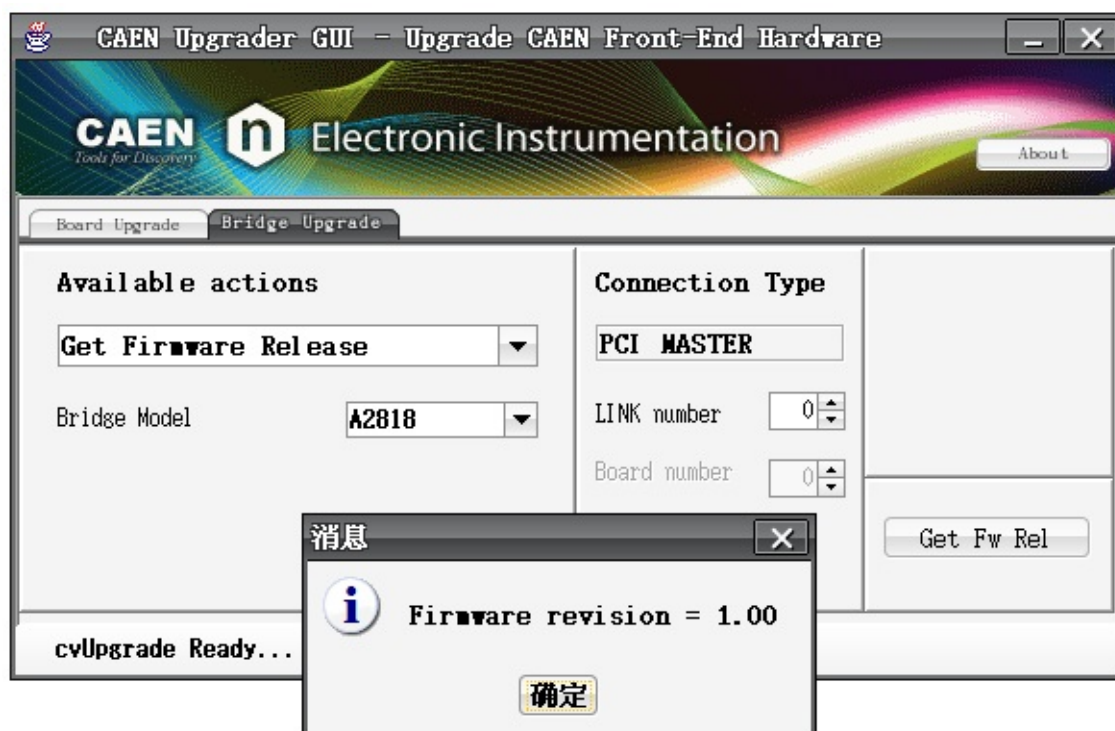 CAEN Upgrader GUI - Upgrade CAEN Front-End Hardware
CAEN
Tools for Discovery
n Electronic Instrumentation
About
Board Upgrade
Bridge Upgrade
Available actions
Get Firmware Release
Bridge Model
A2818
Connection Type
PCI MASTER
LINK number
0
Board number
0
Get Fw Rel
消息
Firmware revision = 1.00
确定
cvUpgrade Ready...